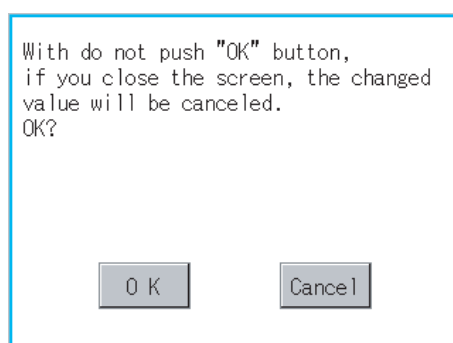 With do not push "OK" button,
if you close the screen, the changed
value will be canceled.
OK?
O K
Cancel